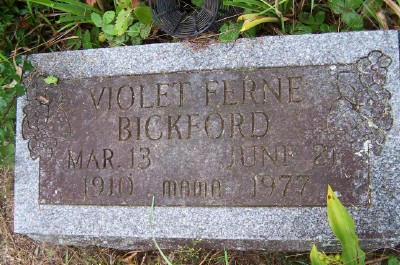 VIOLET FERNE
BICKFORD
MAR. 13 JUNE 21
1910 MAMA 1977